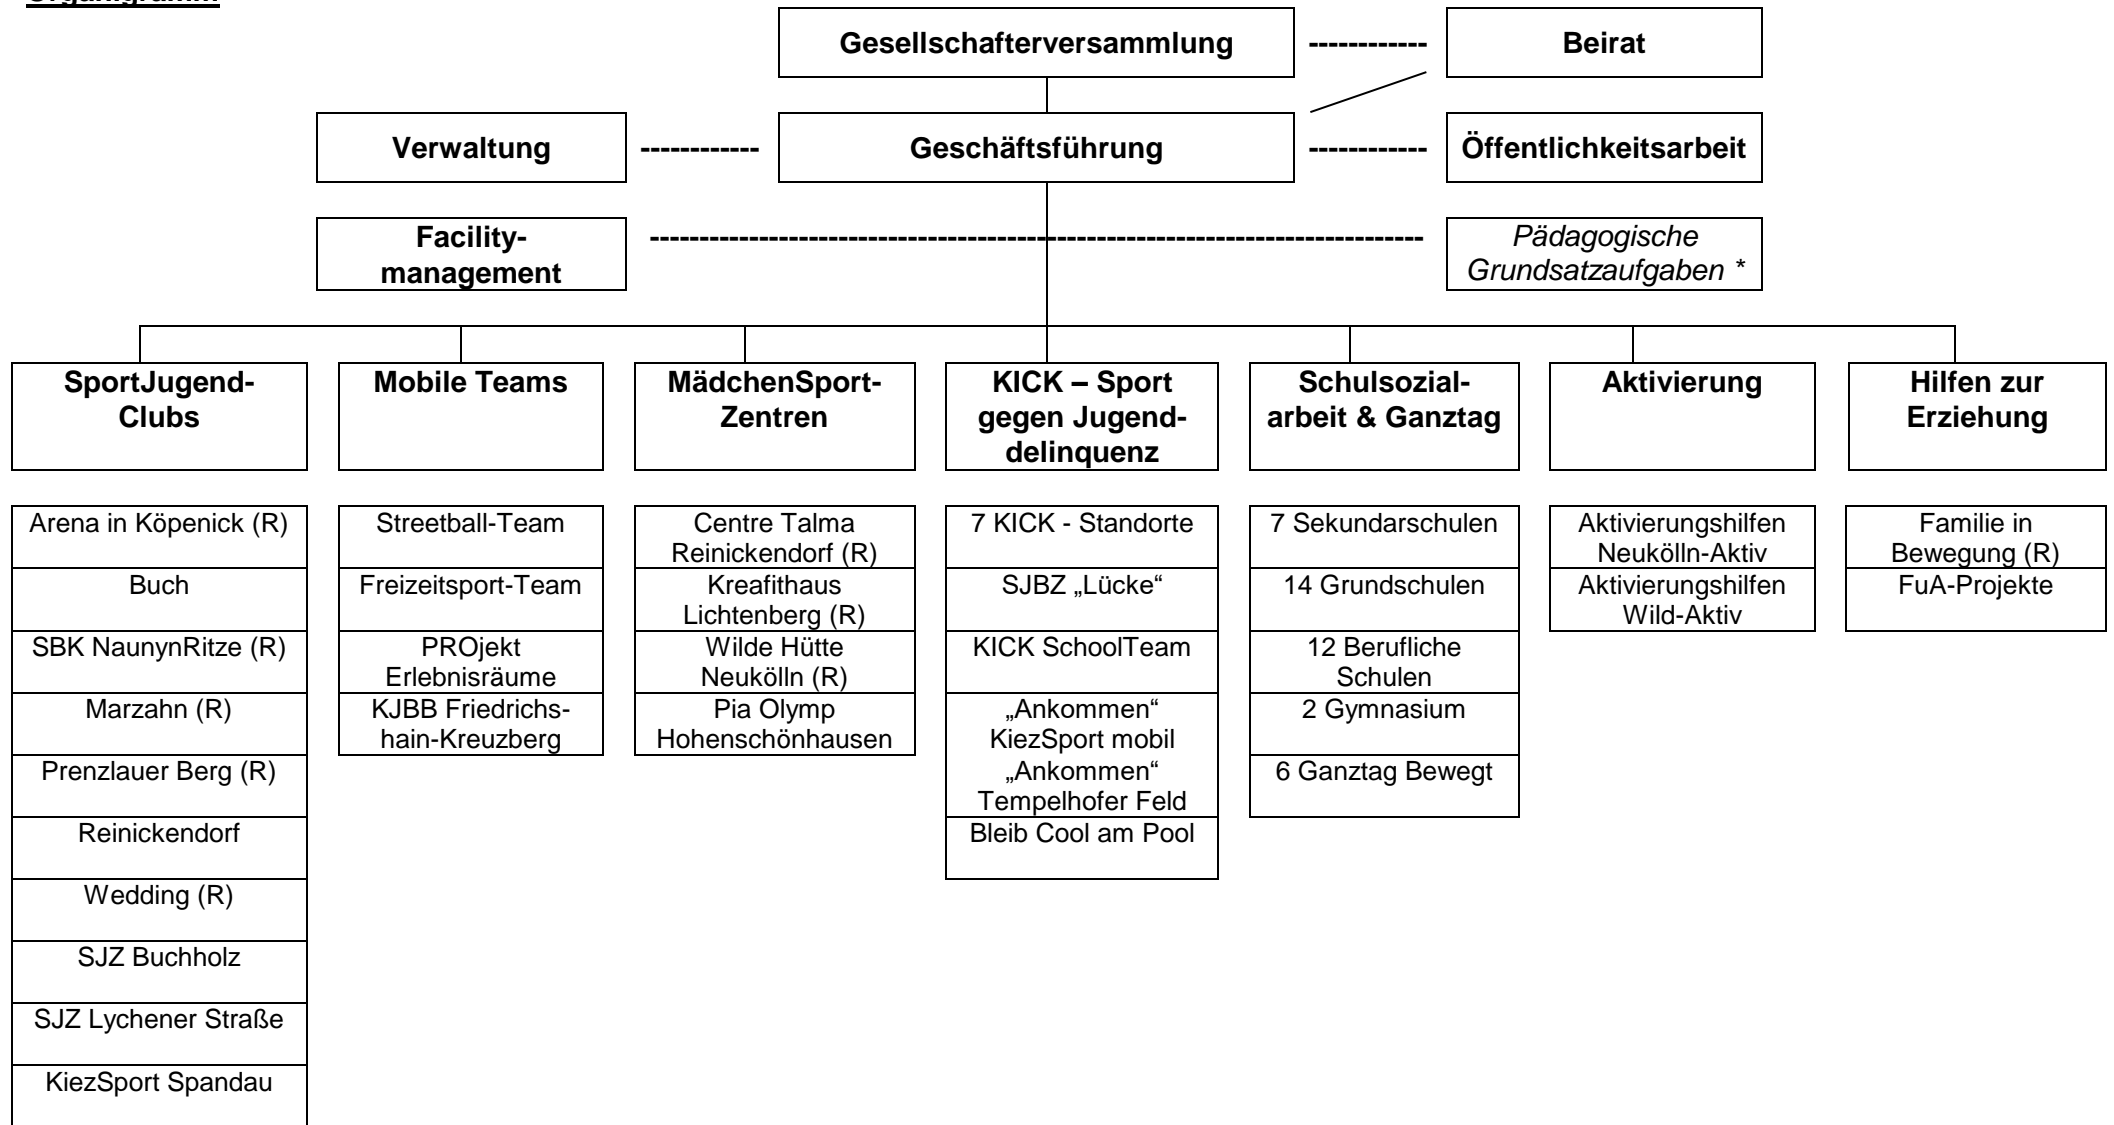 Organigramm
Gesellschafterversammlung ------------ Beirat
Verwaltung ------------ Geschäftsführung ------------ Öffentlichkeitsarbeit
Facility-
management
Pädagogische
Grundsatzaufgaben *
SportJugend-
Clubs
Mobile Teams
MädchenSport-
Zentren
KICK – Sport
gegen Jugend-
delinquenz
Schulsozial-
arbeit & Ganztag
Aktivierung
Hilfen zur
Erziehung
Arena in Köpenick (R)
Buch
SBK NaunynRitze (R)
Marzahn (R)
Prenzlauer Berg (R)
Reinickendorf
Wedding (R)
SJZ Buchholz
SJZ Lychener Straße
KiezSport Spandau
Streetball-Team
Freizeitsport-Team
PROjekt
Erlebnisräume
KJBB Friedrichs-
hain-Kreuzberg
Centre Talma
Reinickendorf (R)
Kreafithaus
Lichtenberg (R)
Wilde Hütte
Neukölln (R)
Pia Olymp
Hohenschönhausen
7 KICK - Standorte
SJBZ „Lücke“
KICK SchoolTeam
„Ankommen“
KiezSport mobil
„Ankommen“
Tempelhofer Feld
Bleib Cool am Pool
7 Sekundarschulen
14 Grundschulen
12 Berufliche
Schulen
2 Gymnasium
6 Ganztag Bewegt
Aktivierungshilfen
Neukölln-Aktiv
Aktivierungshilfen
Wild-Aktiv
Familie in
Bewegung (R)
FuA-Projekte